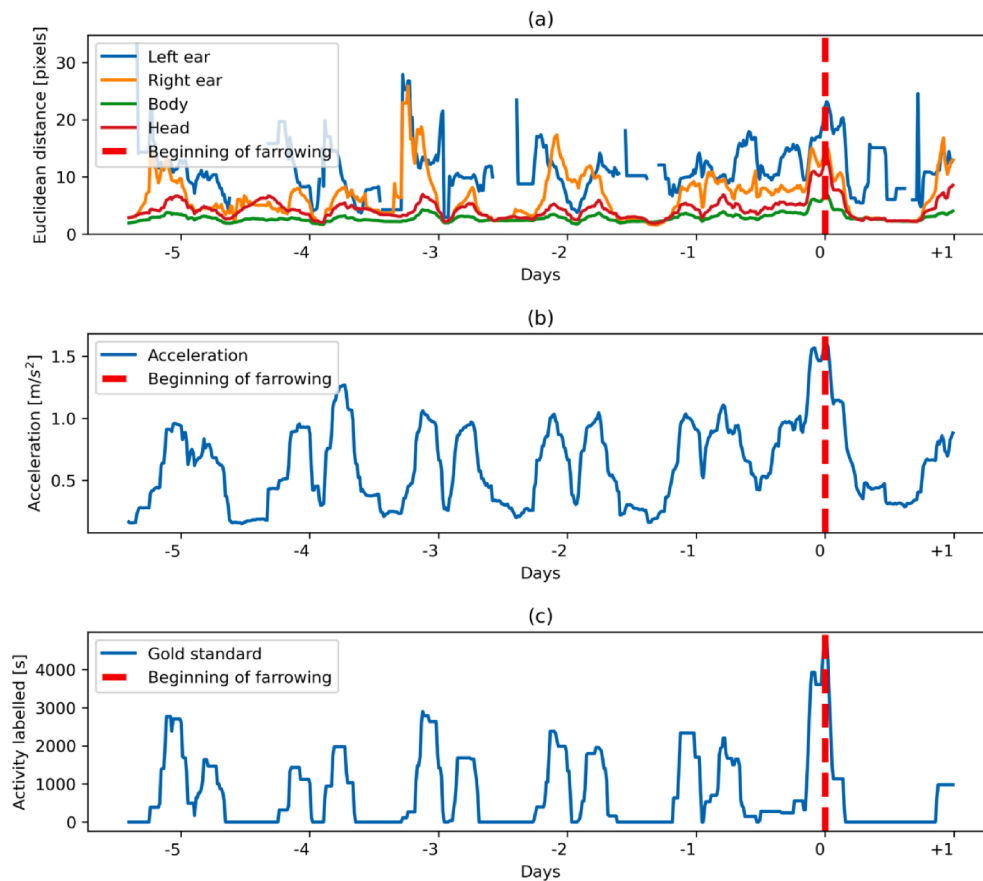 (a)
Euclidean distance [pixels]
30
20
10
0
Left ear
Right ear
Body
Head
Beginning of farrowing
-5 -4 -3 -2 -1 0 +1
Days
(b)
Acceleration [m/s²]
1.5
1.0
0.5
Acceleration
Beginning of farrowing
-5 -4 -3 -2 -1 0 +1
Days
(c)
Activity labelled [s]
4000
3000
2000
1000
0
Gold standard
Beginning of farrowing
-5 -4 -3 -2 -1 0 +1
Days